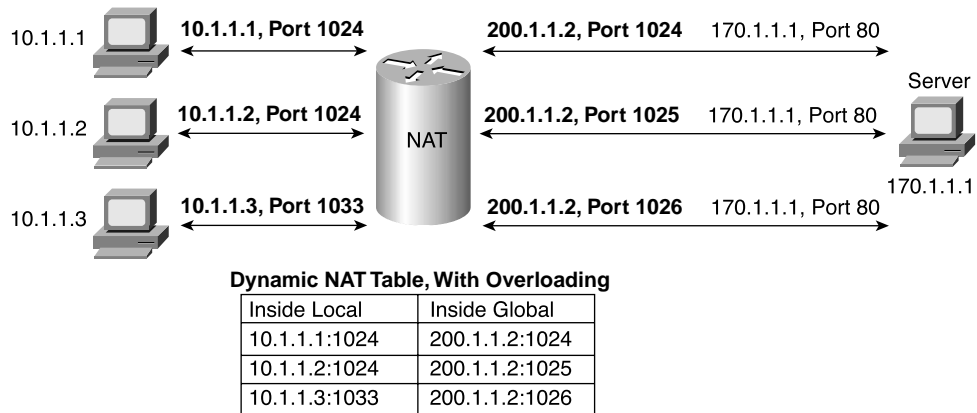 10.1.1.1
10.1.1.1, Port 1024
200.1.1.2, Port 1024
170.1.1.1, Port 80
Server
10.1.1.2
10.1.1.2, Port 1024
NAT
200.1.1.2, Port 1025
170.1.1.1, Port 80
170.1.1.1
10.1.1.3
10.1.1.3, Port 1033
200.1.1.2, Port 1026
170.1.1.1, Port 80
Dynamic NAT Table, With Overloading
Inside Local Inside Global
10.1.1.1:1024 200.1.1.2:1024
10.1.1.2:1024 200.1.1.2:1025
10.1.1.3:1033 200.1.1.2:1026